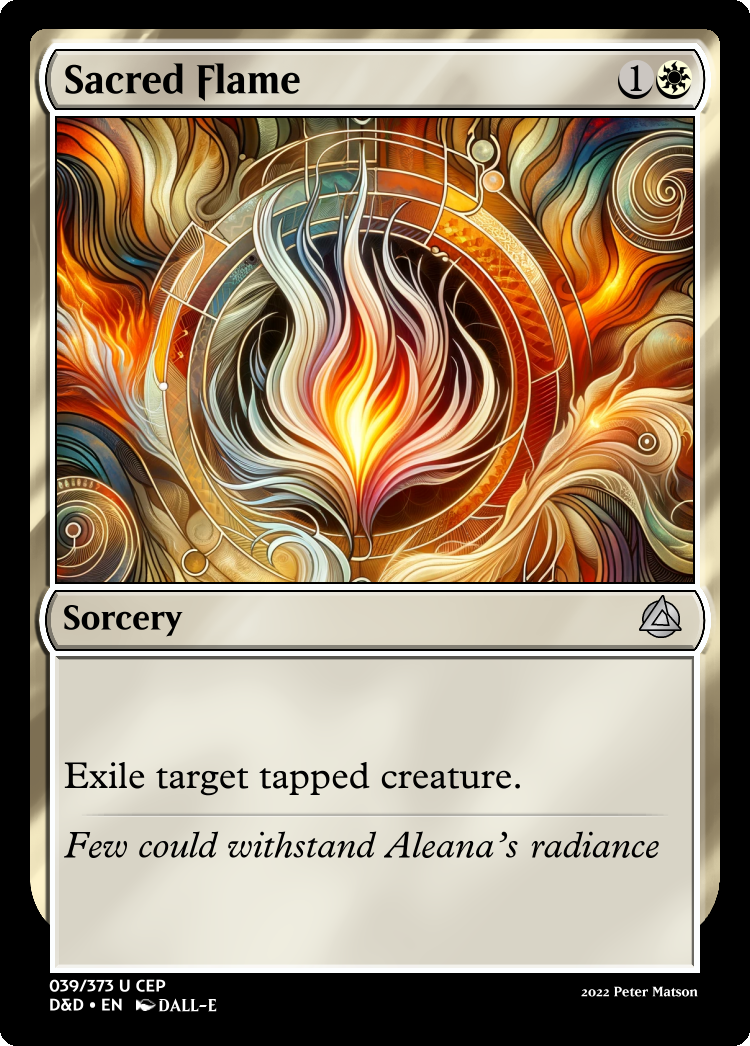 Sacred Flame 1
Sorcery
Exile target tapped creature.
Few could withstand Aleana's radiance
039/373 U CEP
2022 Peter Matson
D&D • EN DALL-E